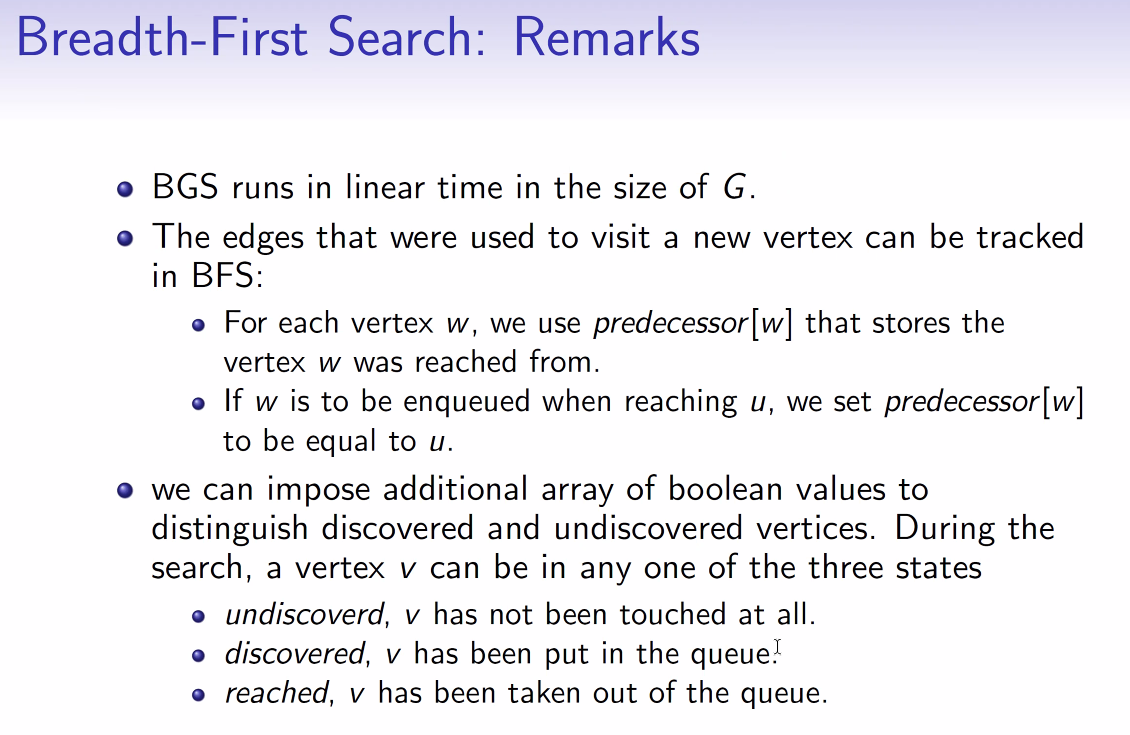 Breadth-First Search: Remarks
BGS runs in linear time in the size of G.
The edges that were used to visit a new vertex can be tracked
in BFS:
For each vertex w, we use predecessor[w] that stores the
vertex w was reached from.
If w is to be enqueued when reaching u, we set predecessor[w]
to be equal to u.
we can impose additional array of boolean values to
distinguish discovered and undiscovered vertices. During the
search, a vertex v can be in any one of the three states
undiscoverd, v has not been touched at all.
discovered, v has been put in the queue.
reached, v has been taken out of the queue.